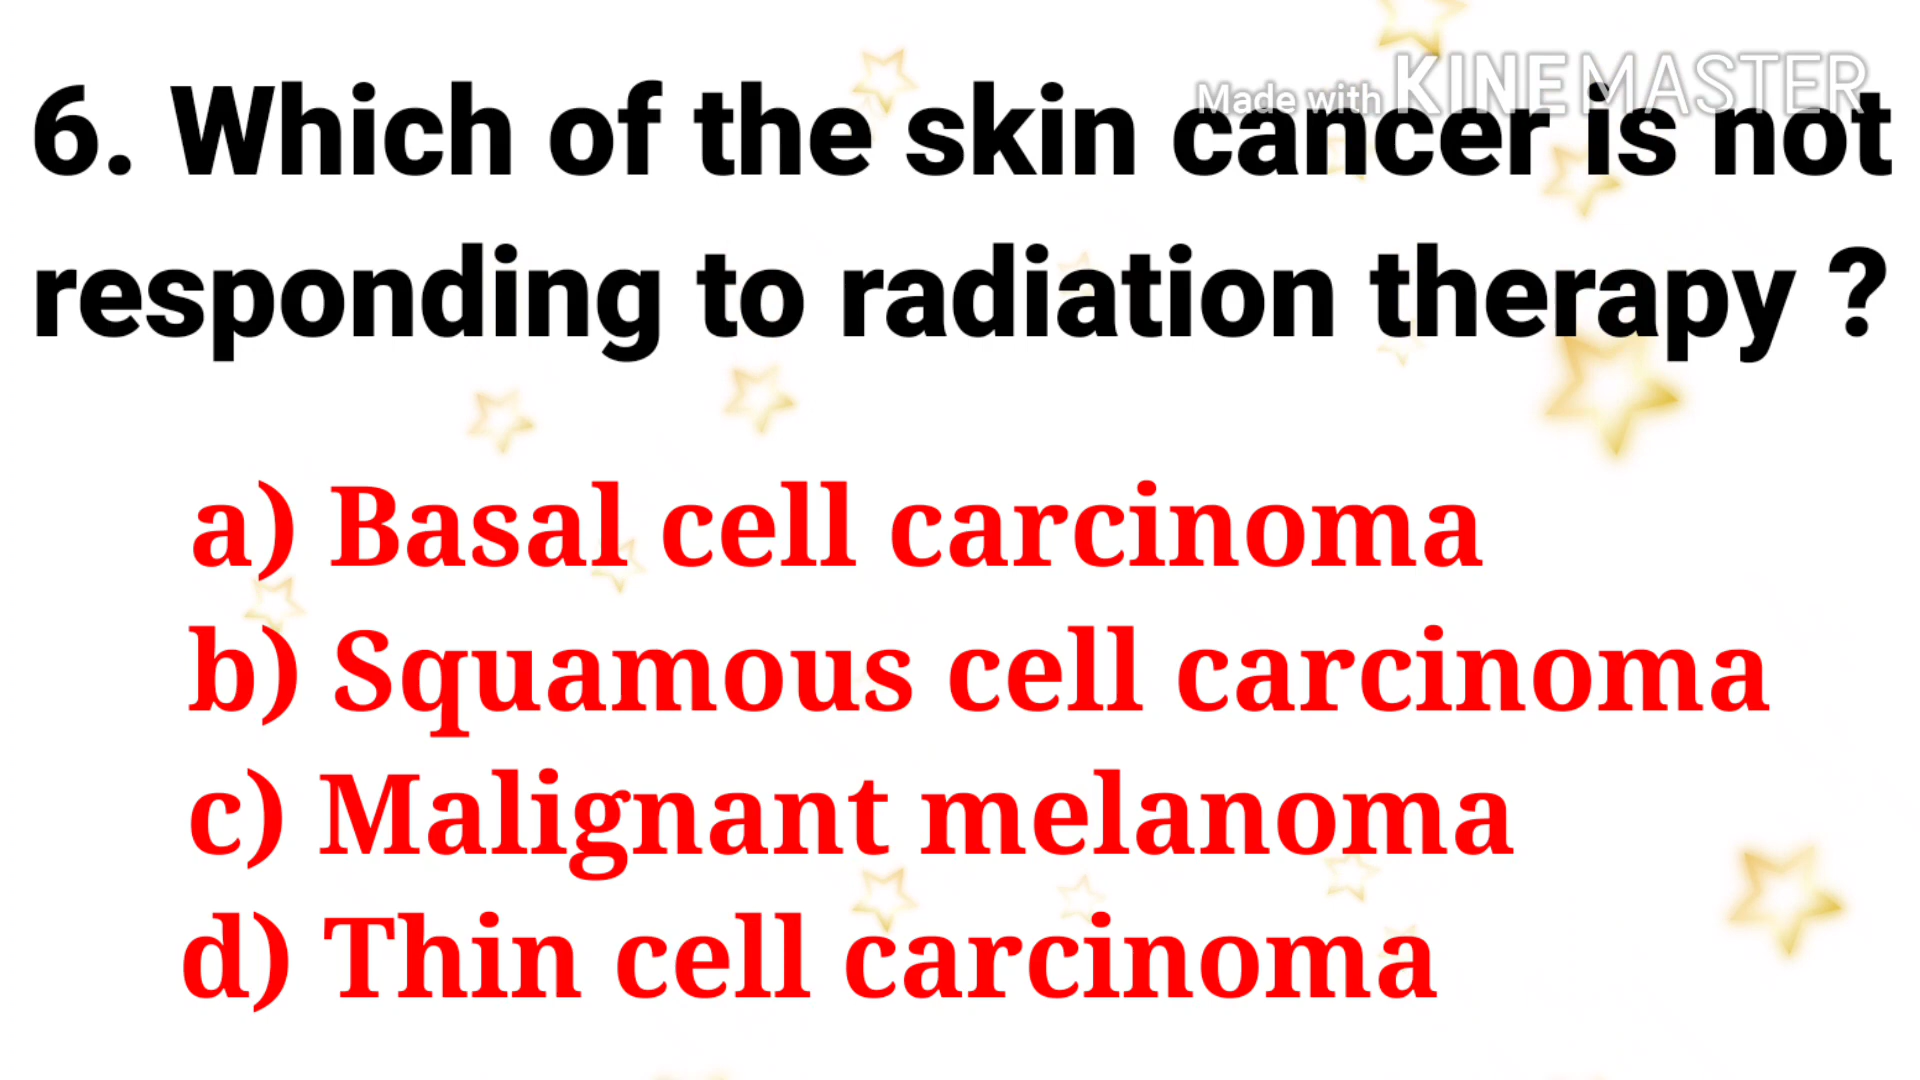 Made with KINEMASTER
6. Which of the skin cancer is not
responding to radiation therapy ?
a) Basal cell carcinoma
b) Squamous cell carcinoma
c) Malignant melanoma
d) Thin cell carcinoma